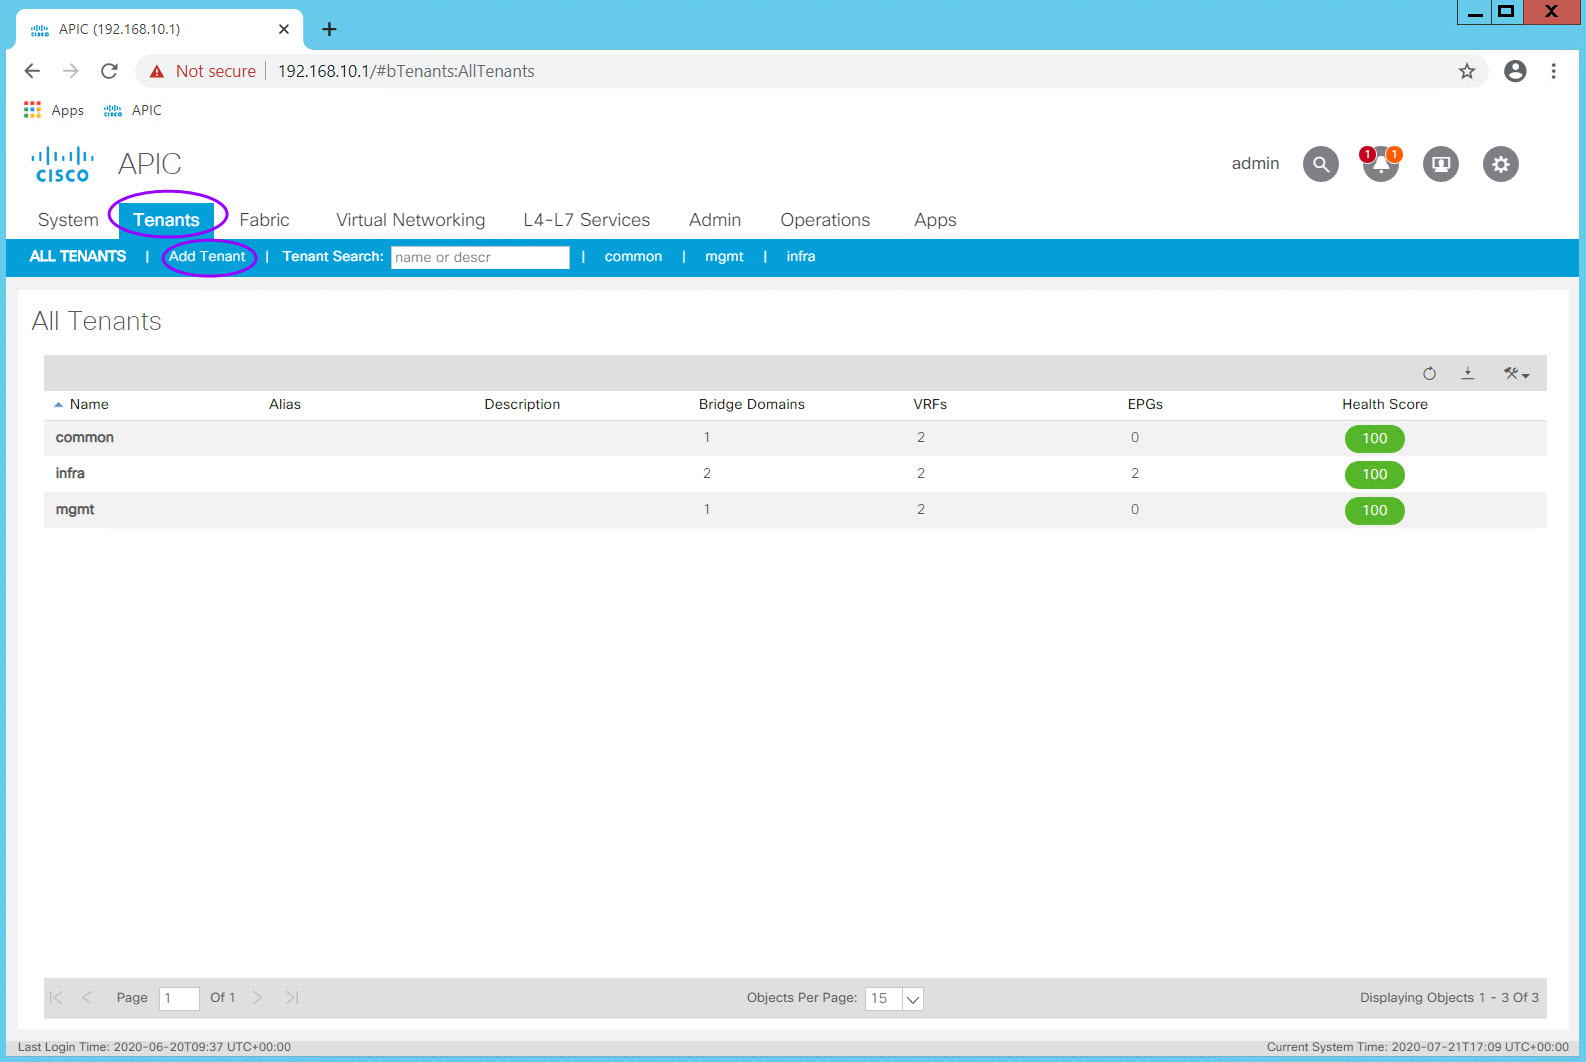 APIC (192.168.10.1)
Not secure 192.168.10.1/#bTenants:AllTenants
Apps APIC
CISCO APIC admin 1 1
System Tenants Fabric Virtual Networking L4-L7 Services Admin Operations Apps
ALL TENANTS | Add Tenant | Tenant Search: name or descr | common | mgmt | infra
All Tenants
Name Alias Description Bridge Domains VRFs EPGs Health Score
common 1 2 0 100
infra 2 2 2 100
mgmt 1 2 0 100
Page 1 Of 1 Objects Per Page: 15 Displaying Objects 1 - 3 Of 3
Last Login Time: 2020-06-20T09:37 UTC+00:00 Current System Time: 2020-07-21T17:09 UTC+00:00